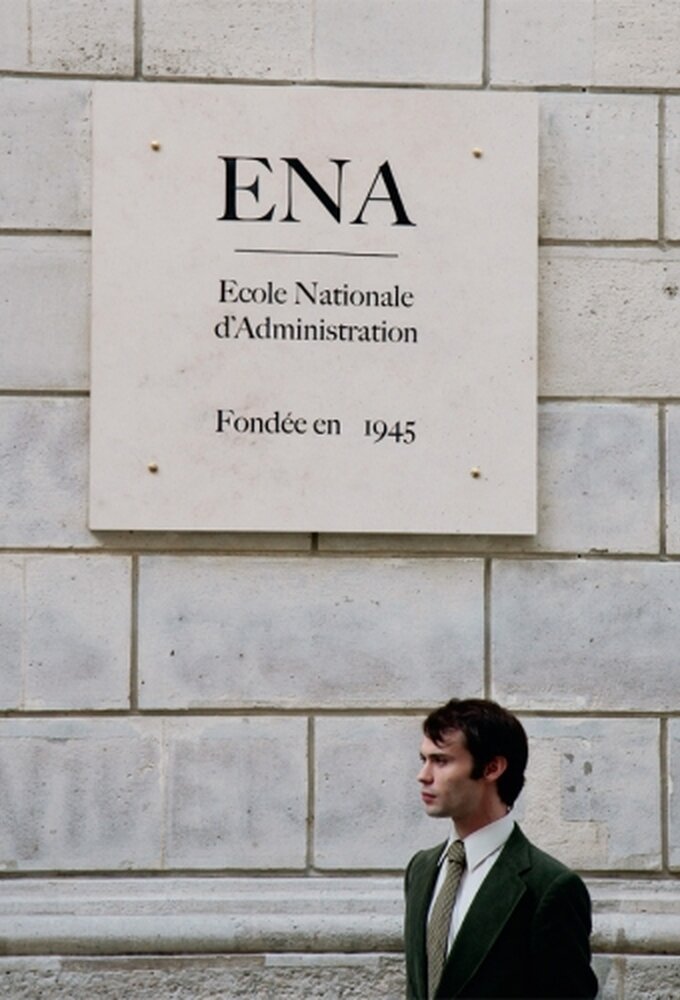 ENA
Ecole Nationale
d'Administration
Fondée en 1945